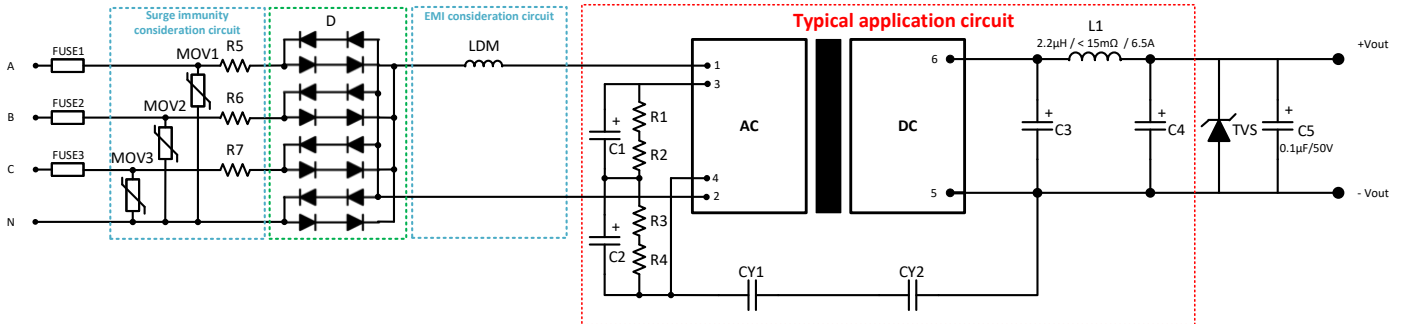 Surge immunity
consideration circuit
D
EMI consideration circuit
Typical application circuit
FUSE1
MOV1
R5
LDM
L1
2.2µH / < 15mΩ / 6.5A
A
1
6
+Vout
3
FUSE2
MOV2
R6
R1
B
AC
DC
C3
C4
TVS
C5
C1
R2
0.1µF/50V
FUSE3
MOV3
R7
C
4
2
5
- Vout
N
R3
C2
R4
CY1
CY2
+
+
+
+
+